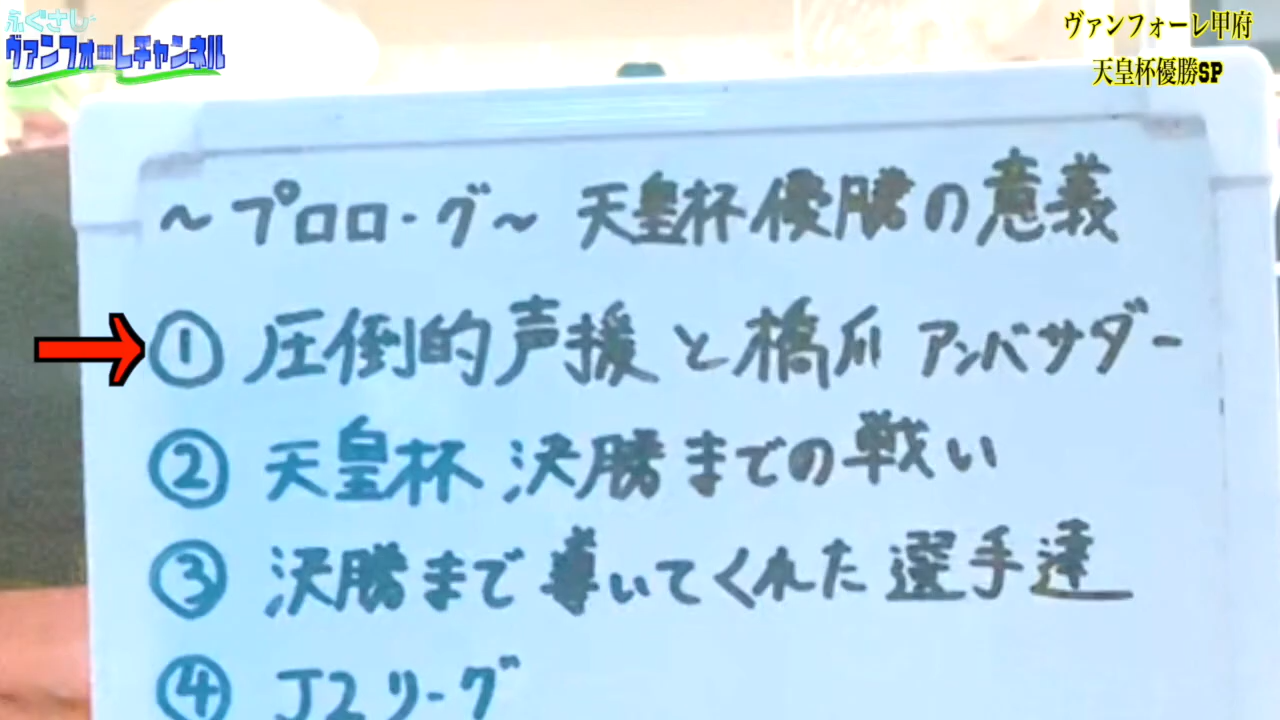 ふぐさし
ヴァンフォーレチャンネル
ヴァンフォーレ甲府
天皇杯優勝SP
～プロローグ～ 天皇杯優勝の意義
① 圧倒的声援と橋爪 アンバサダー
② 天皇杯 決勝までの戦い
③ 決勝まで導いてくれた選手達
④ J2リーグ